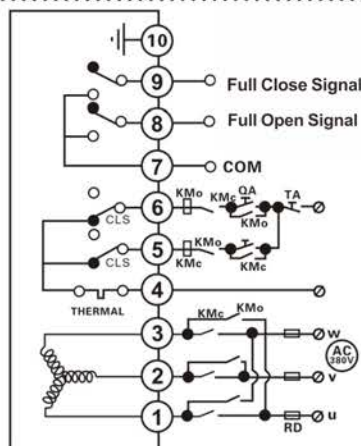 10
9 Full Close Signal
8 Full Open Signal
7 COM
CLS 6 KMo KMc QA KMo TA
CLS 5 KMc KMo KMc
THERMAL 4
3 KMc KMo w
AC 380V
2 v
1 RD u